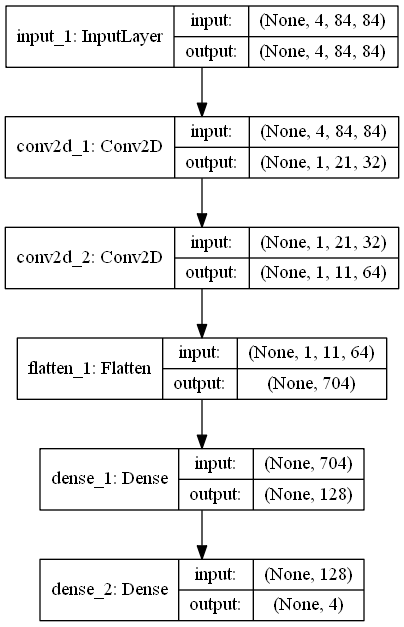 input_1: InputLayer
input: (None, 4, 84, 84)
output: (None, 4, 84, 84)
conv2d_1: Conv2D
input: (None, 4, 84, 84)
output: (None, 1, 21, 32)
conv2d_2: Conv2D
input: (None, 1, 21, 32)
output: (None, 1, 11, 64)
flatten_1: Flatten
input: (None, 1, 11, 64)
output: (None, 704)
dense_1: Dense
input: (None, 704)
output: (None, 128)
dense_2: Dense
input: (None, 128)
output: (None, 4)